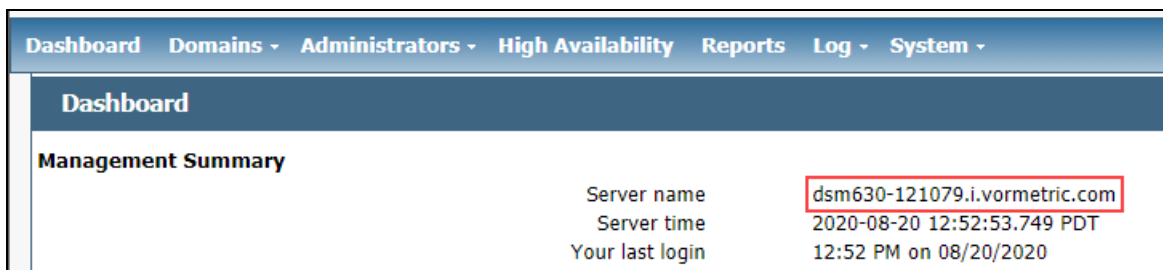 Dashboard Domains Administrators High Availability Reports Log System
Dashboard
Management Summary
Server name dsm630-121079.i.vormetric.com
Server time 2020-08-20 12:52:53.749 PDT
Your last login 12:52 PM on 08/20/2020